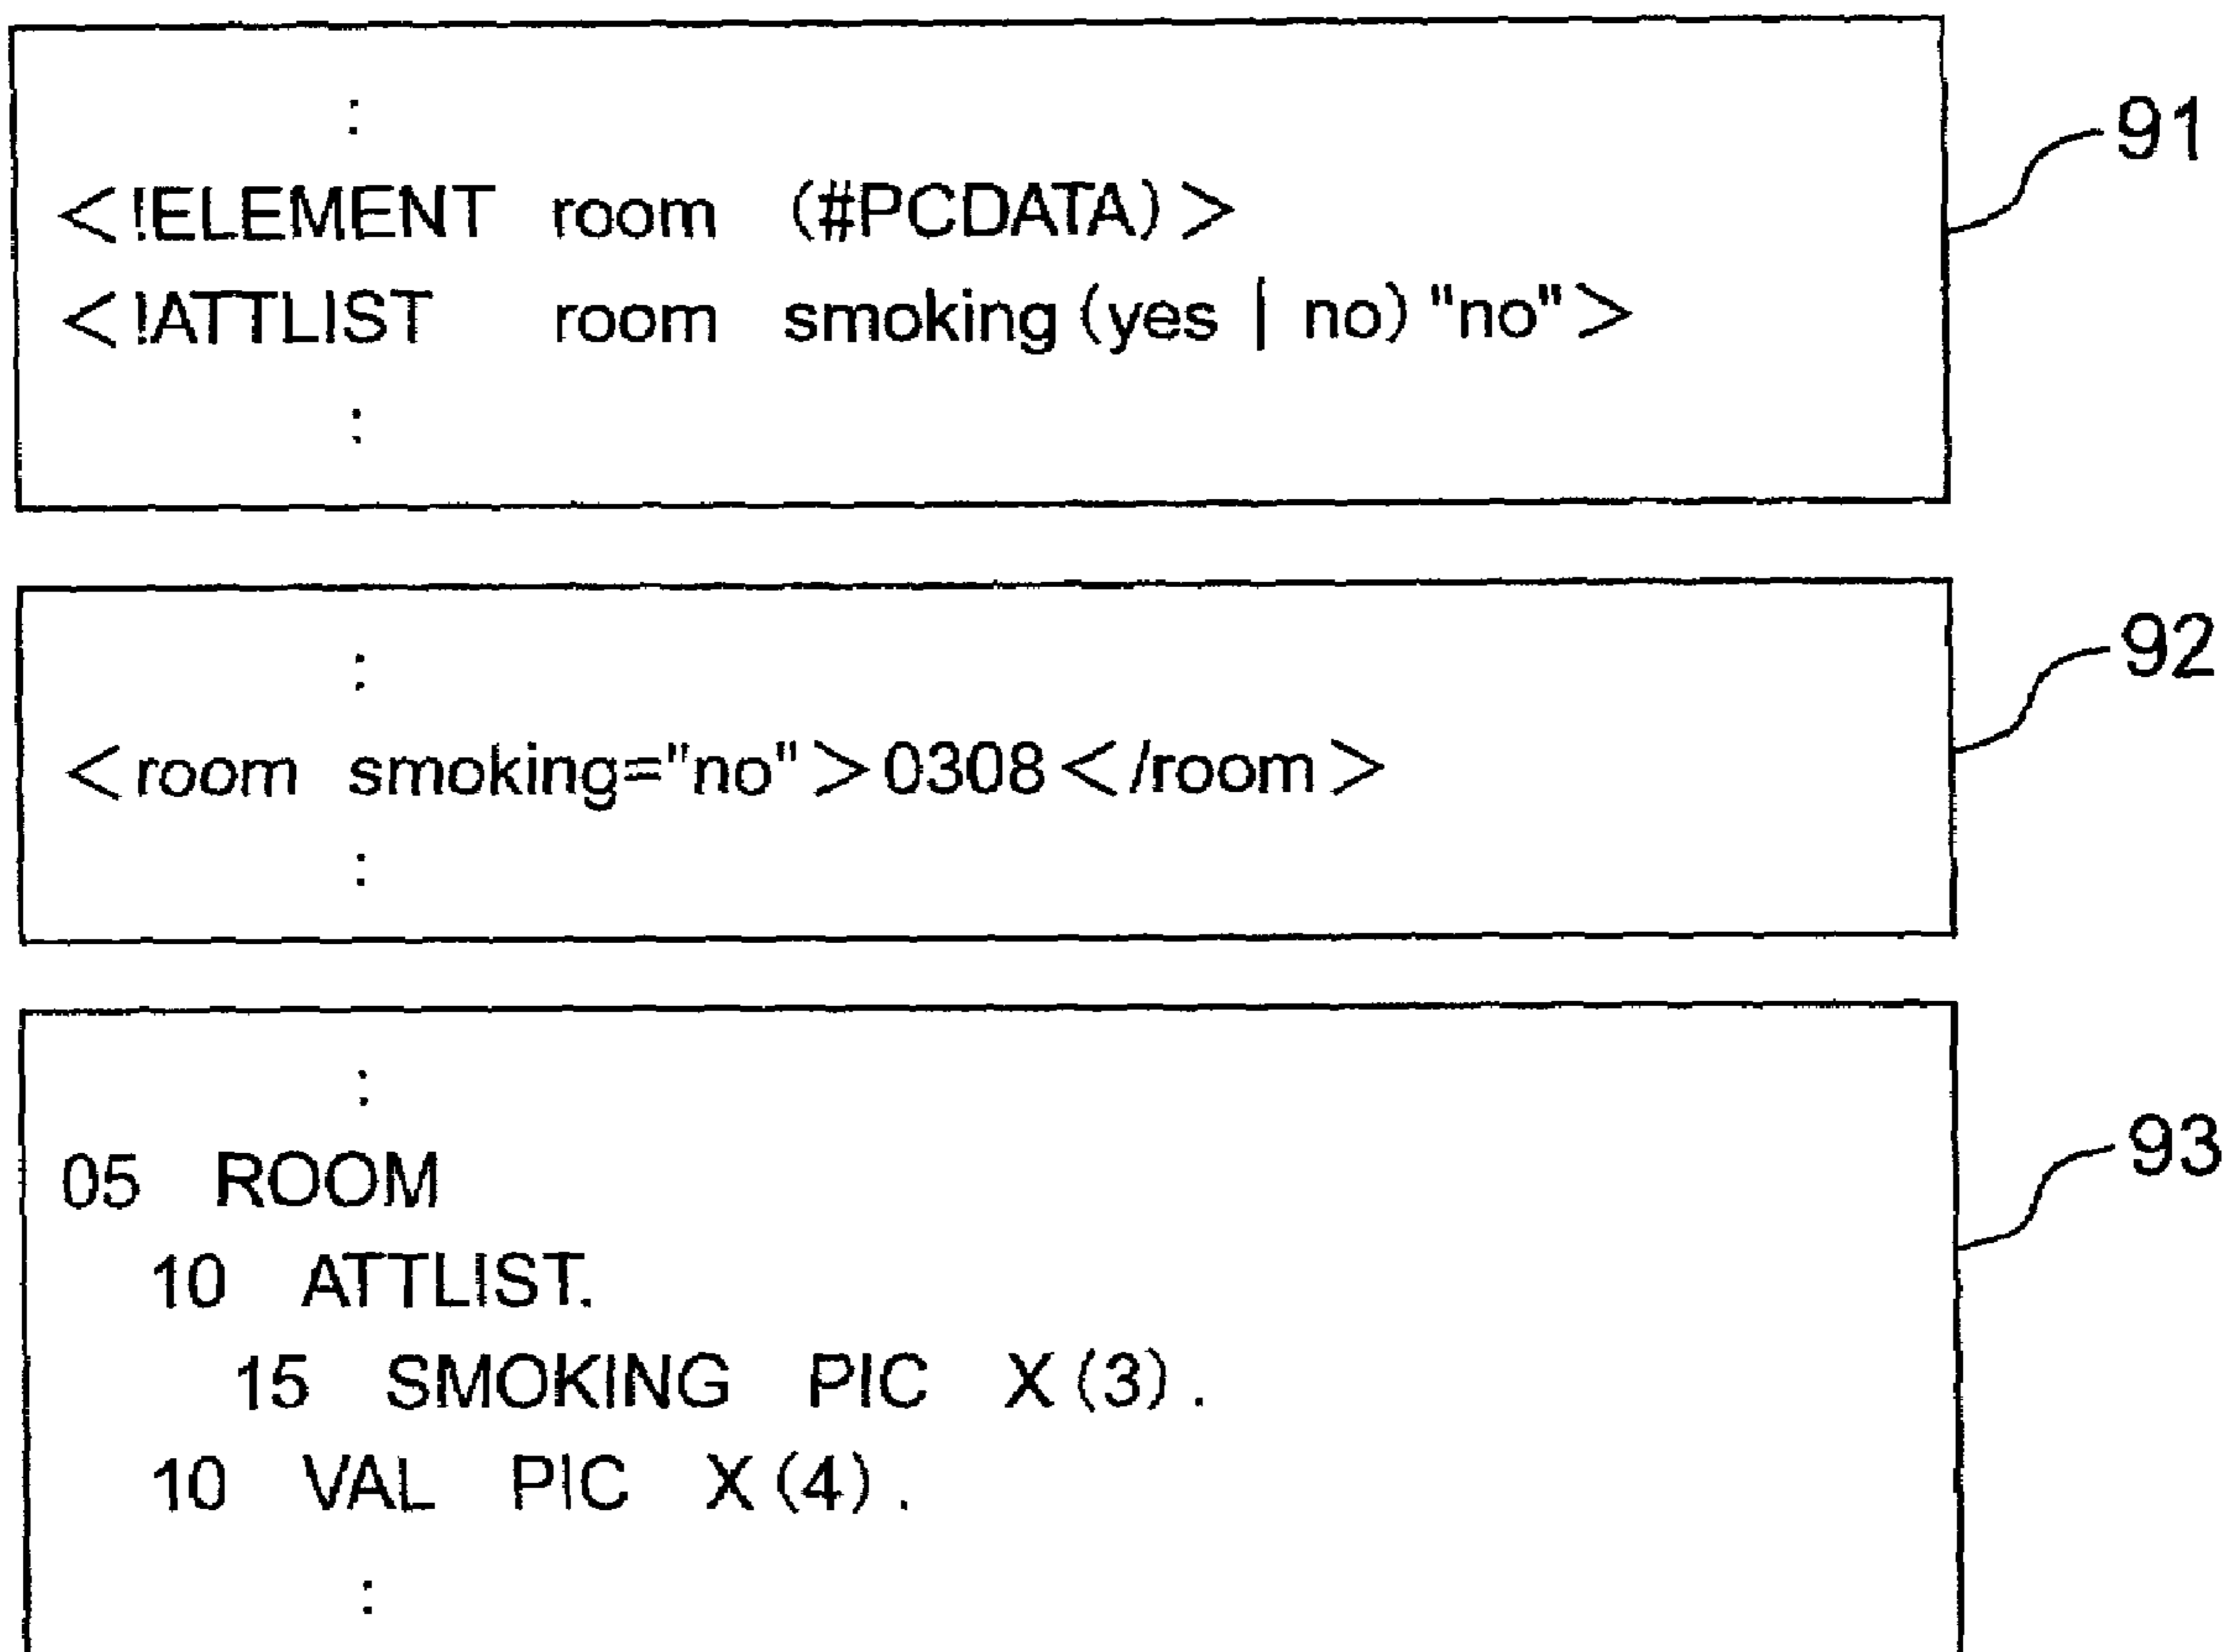 :
<!ELEMENT room (#PCDATA)>
<!ATTLIST room smoking (yes | no) "no">
:
91
:
<room smoking="no">0308</room>
:
92
:
05 ROOM
10 ATTLIST.
15 SMOKING PIC X(3).
10 VAL PIC X(4).
:
93